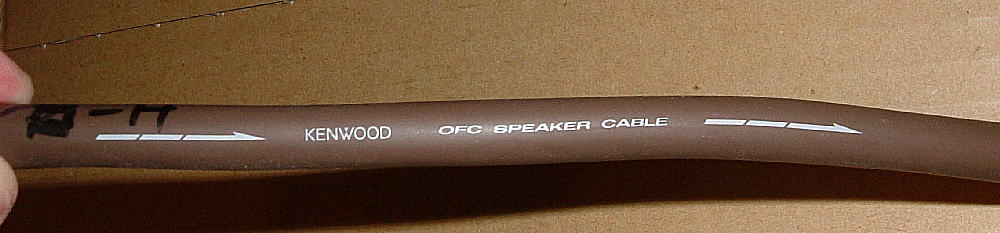 KENWOOD OFC SPEAKER CABLE